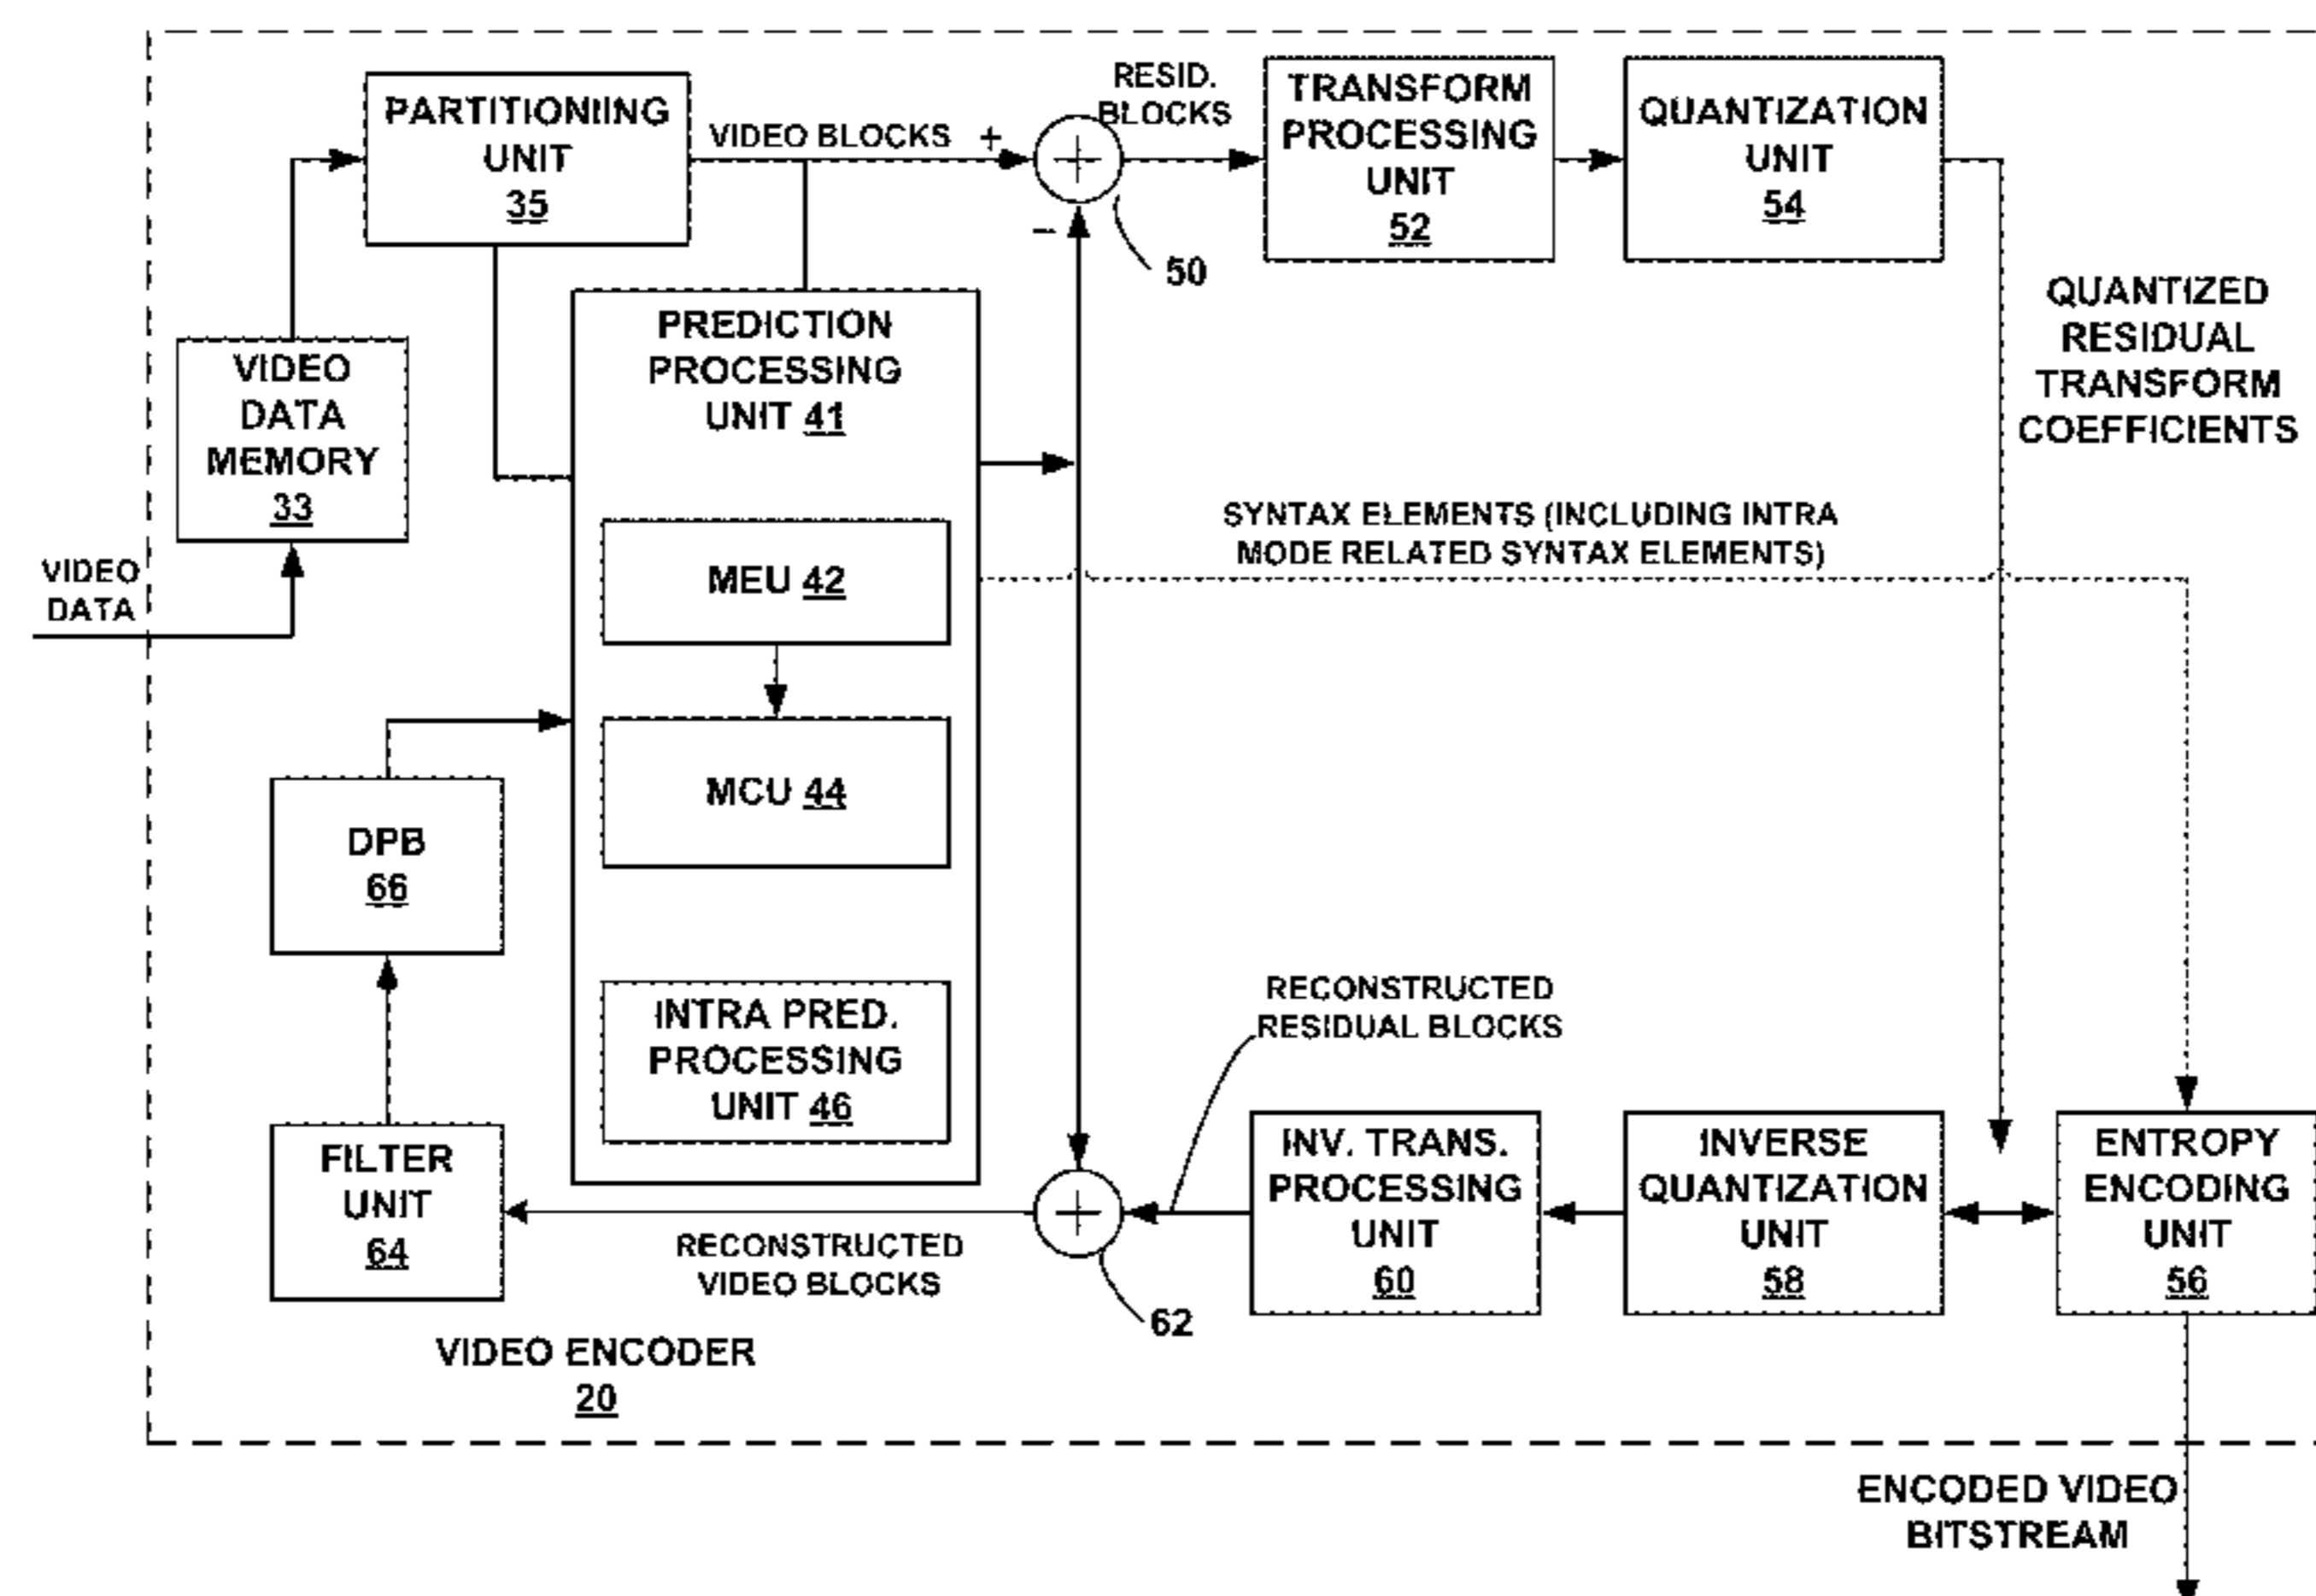 PARTITIONING
UNIT
35
VIDEO BLOCKS
+
RESID.
BLOCKS
TRANSFORM
PROCESSING
UNIT
52
QUANTIZATION
UNIT
54
–
50
VIDEO
DATA
MEMORY
33
VIDEO
DATA
PREDICTION
PROCESSING
UNIT 41
QUANTIZED
RESIDUAL
TRANSFORM
COEFFICIENTS
SYNTAX ELEMENTS (INCLUDING INTRA
MODE RELATED SYNTAX ELEMENTS)
MEU 42
MCU 44
DPB
66
INTRA PRED.
PROCESSING
UNIT 46
RECONSTRUCTED
RESIDUAL BLOCKS
FILTER
UNIT
64
RECONSTRUCTED
VIDEO BLOCKS
62
INV. TRANS.
PROCESSING
UNIT
60
INVERSE
QUANTIZATION
UNIT
58
ENTROPY
ENCODING
UNIT
56
VIDEO ENCODER
20
ENCODED VIDEO
BITSTREAM